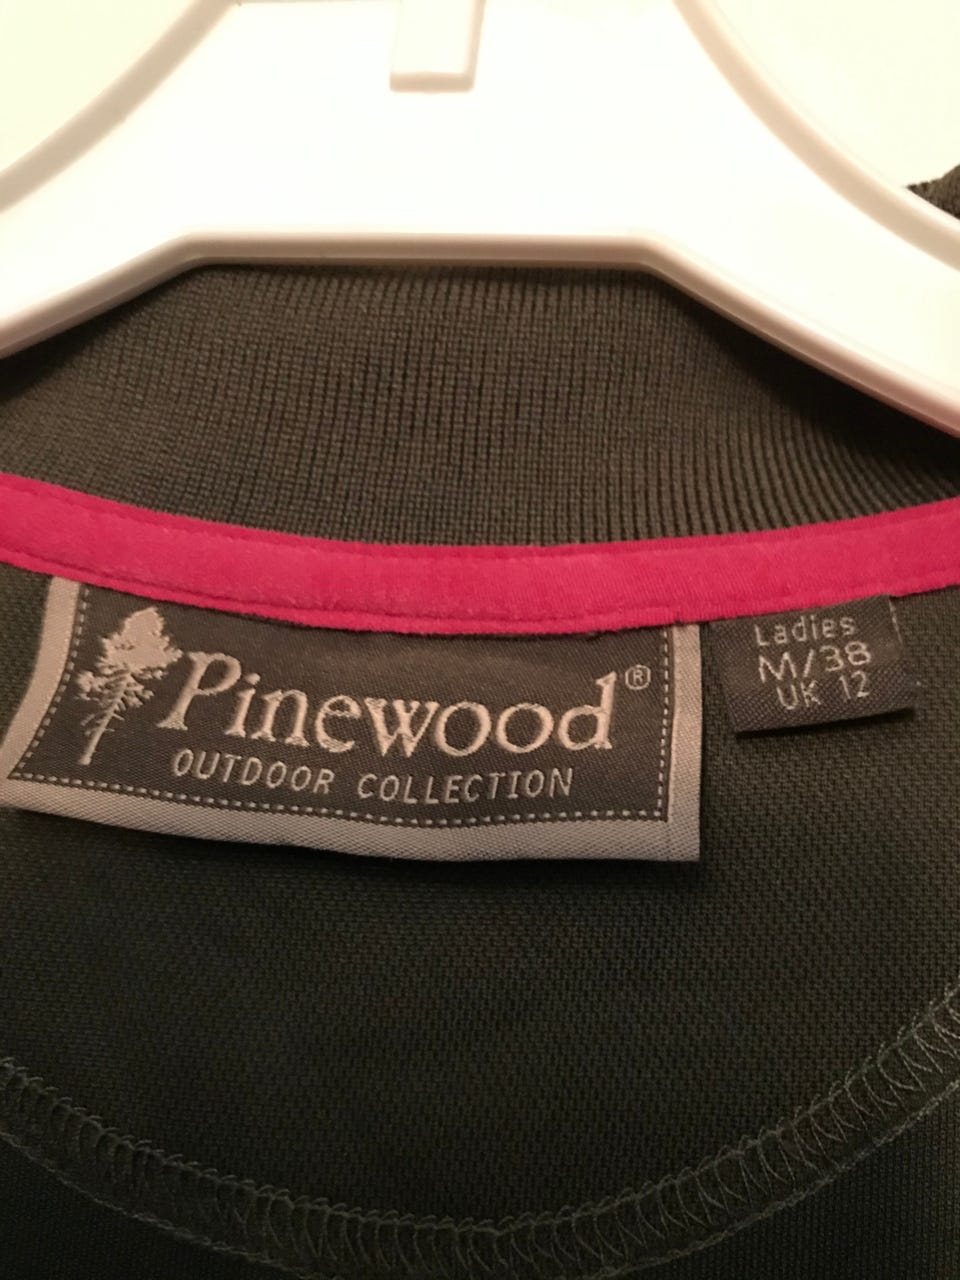 Pinewood®
OUTDOOR COLLECTION
Ladies
M/38
UK 12